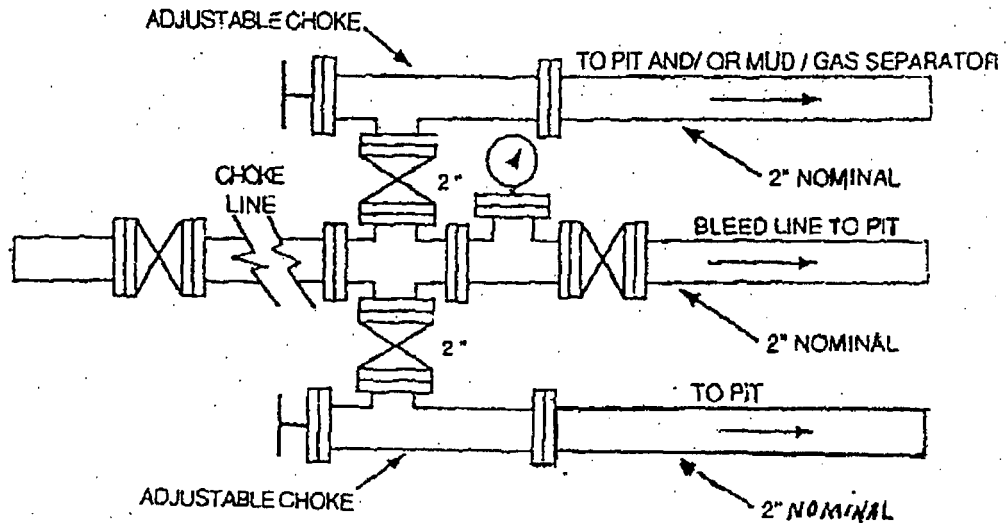 ADJUSTABLE CHOKE
TO PIT AND/ OR MUD / GAS SEPARATOR
2"
2" NOMINAL
CHOKE
LINE
BLEED LINE TO PIT
2" NOMINAL
2"
TO PIT
ADJUSTABLE CHOKE
2" NOMINAL